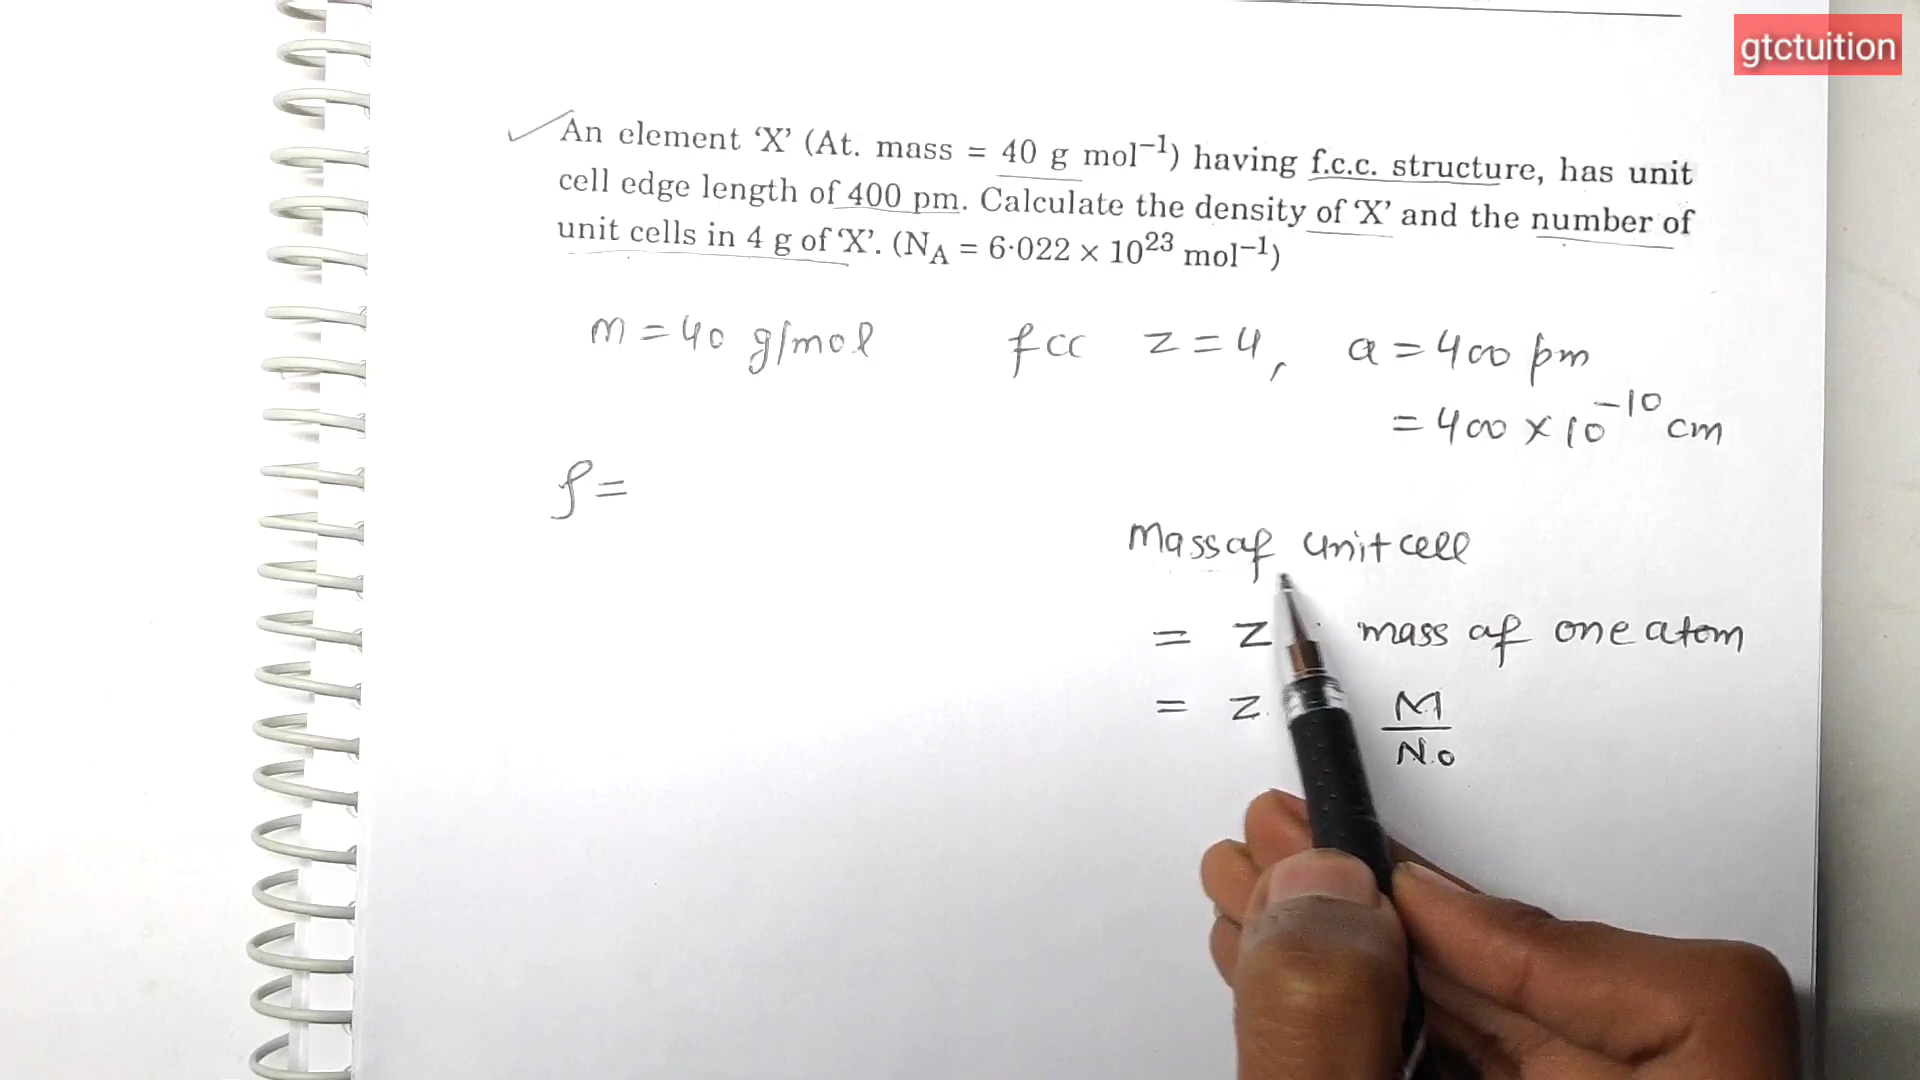 gtctuition
An element ‘X’ (At. mass = 40 g mol⁻¹) having f.c.c. structure, has unit
cell edge length of 400 pm. Calculate the density of ‘X’ and the number of
unit cells in 4 g of ‘X’. (N_A = 6·022 × 10²³ mol⁻¹)
m = 40 g/mol fcc z = 4, a = 400 pm
= 400 × 10⁻¹⁰ cm
ρ =
Mass of unit cell
= Z mass of one atom
= Z M/N₀